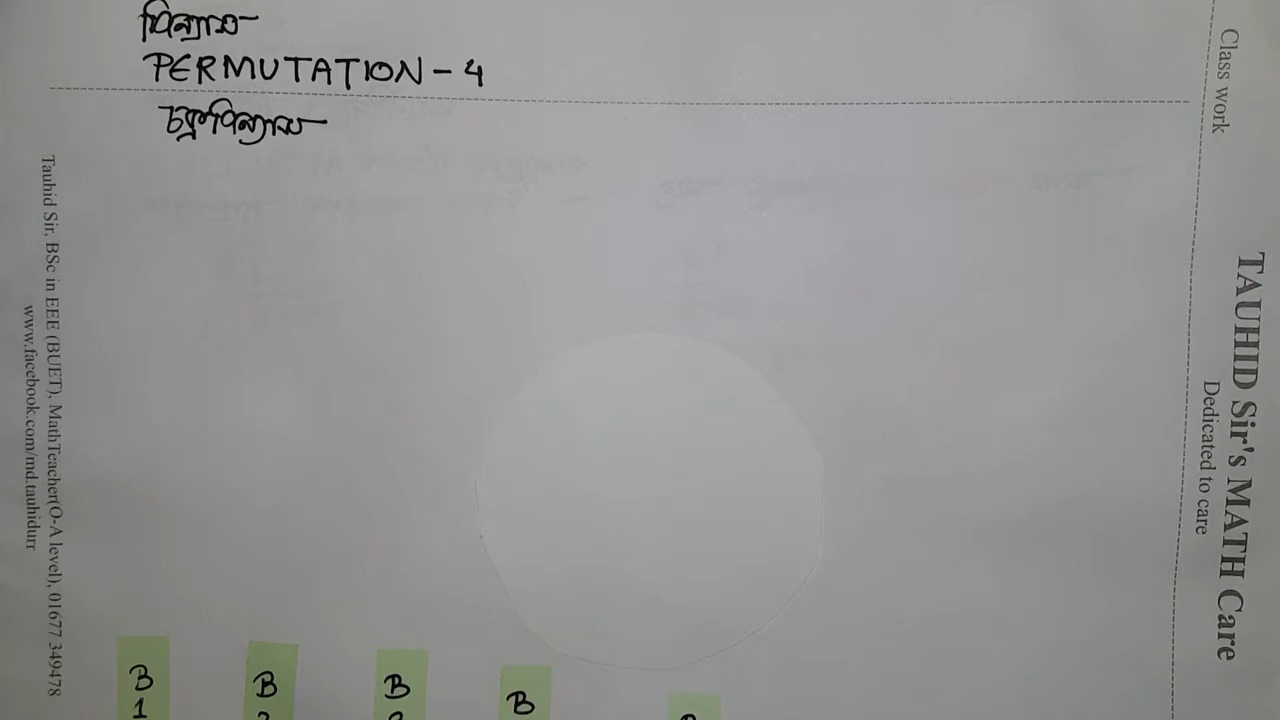 বিন্যাস
PERMUTATION - 4
চক্রবিন্যাস
Class work
TAUHID Sir's MATH Care
Dedicated to care
Tauhid Sir, BSc in EEE (BUET), MathTeacher(O-A level), 01677 349478
www.facebook.com/md.tauhidurr
B
1
B
B
B